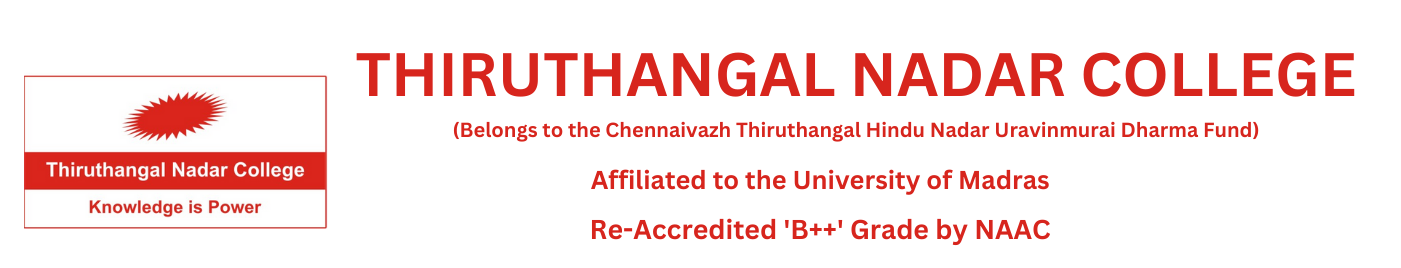 THIRUTHANGAL NADAR COLLEGE
(Belongs to the Chennaivazh Thiruthangal Hindu Nadar Uravinmurai Dharma Fund)
Affiliated to the University of Madras
Re-Accredited 'B++' Grade by NAAC
Thiruthangal Nadar College
Knowledge is Power